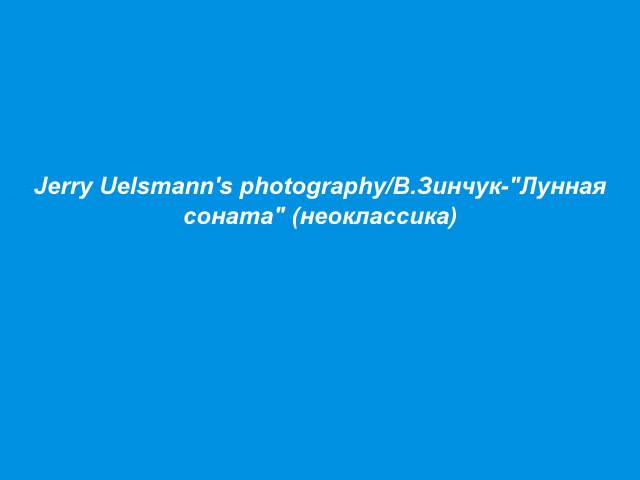 Jerry Uelsmann's photography/В.Зинчук-"Лунная
соната" (неоклассика)